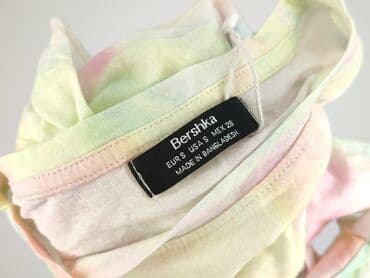 Bershka
EUR S USA S MEX 26
MADE IN BANGLADESH